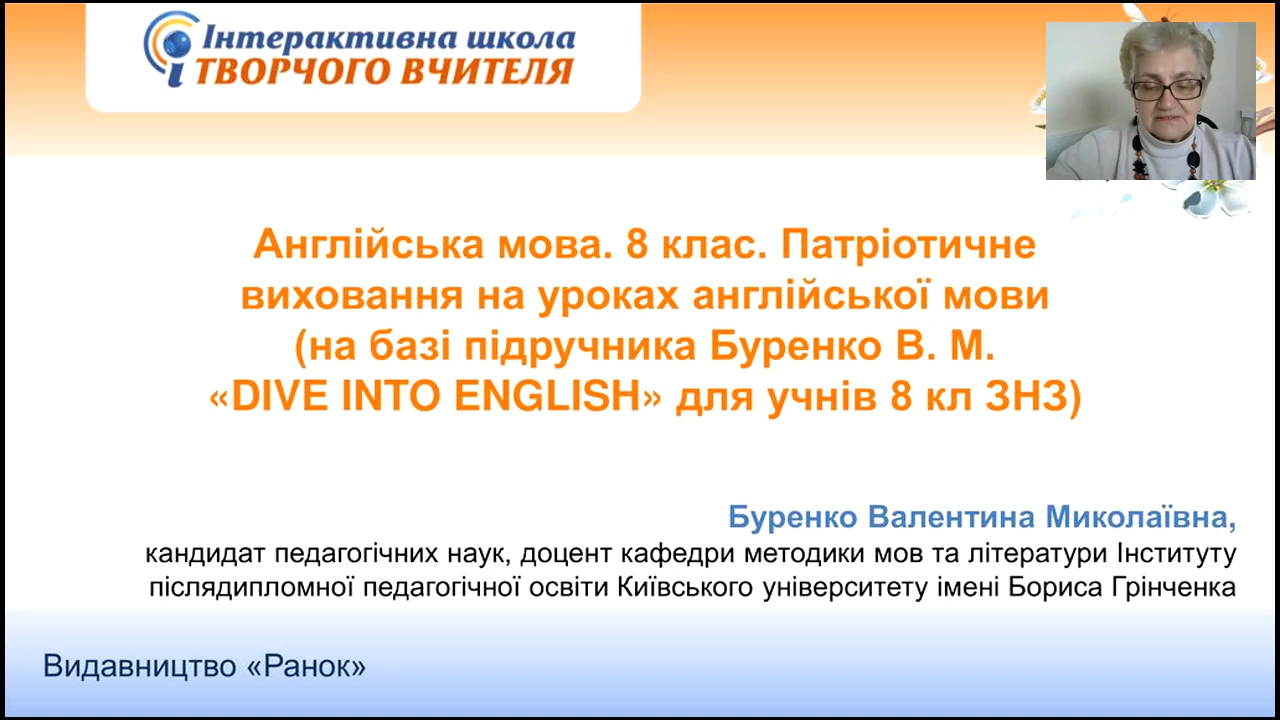 Інтерактивна школа
ТВОРЧОГО ВЧИТЕЛЯ
Англійська мова. 8 клас. Патріотичне
виховання на уроках англійської мови
(на базі підручника Буренко В. М.
«DIVE INTO ENGLISH» для учнів 8 кл ЗНЗ)
Буренко Валентина Миколаївна,
кандидат педагогічних наук, доцент кафедри методики мов та літератури Інституту
післядипломної педагогічної освіти Київського університету імені Бориса Грінченка
Видавництво «Ранок»